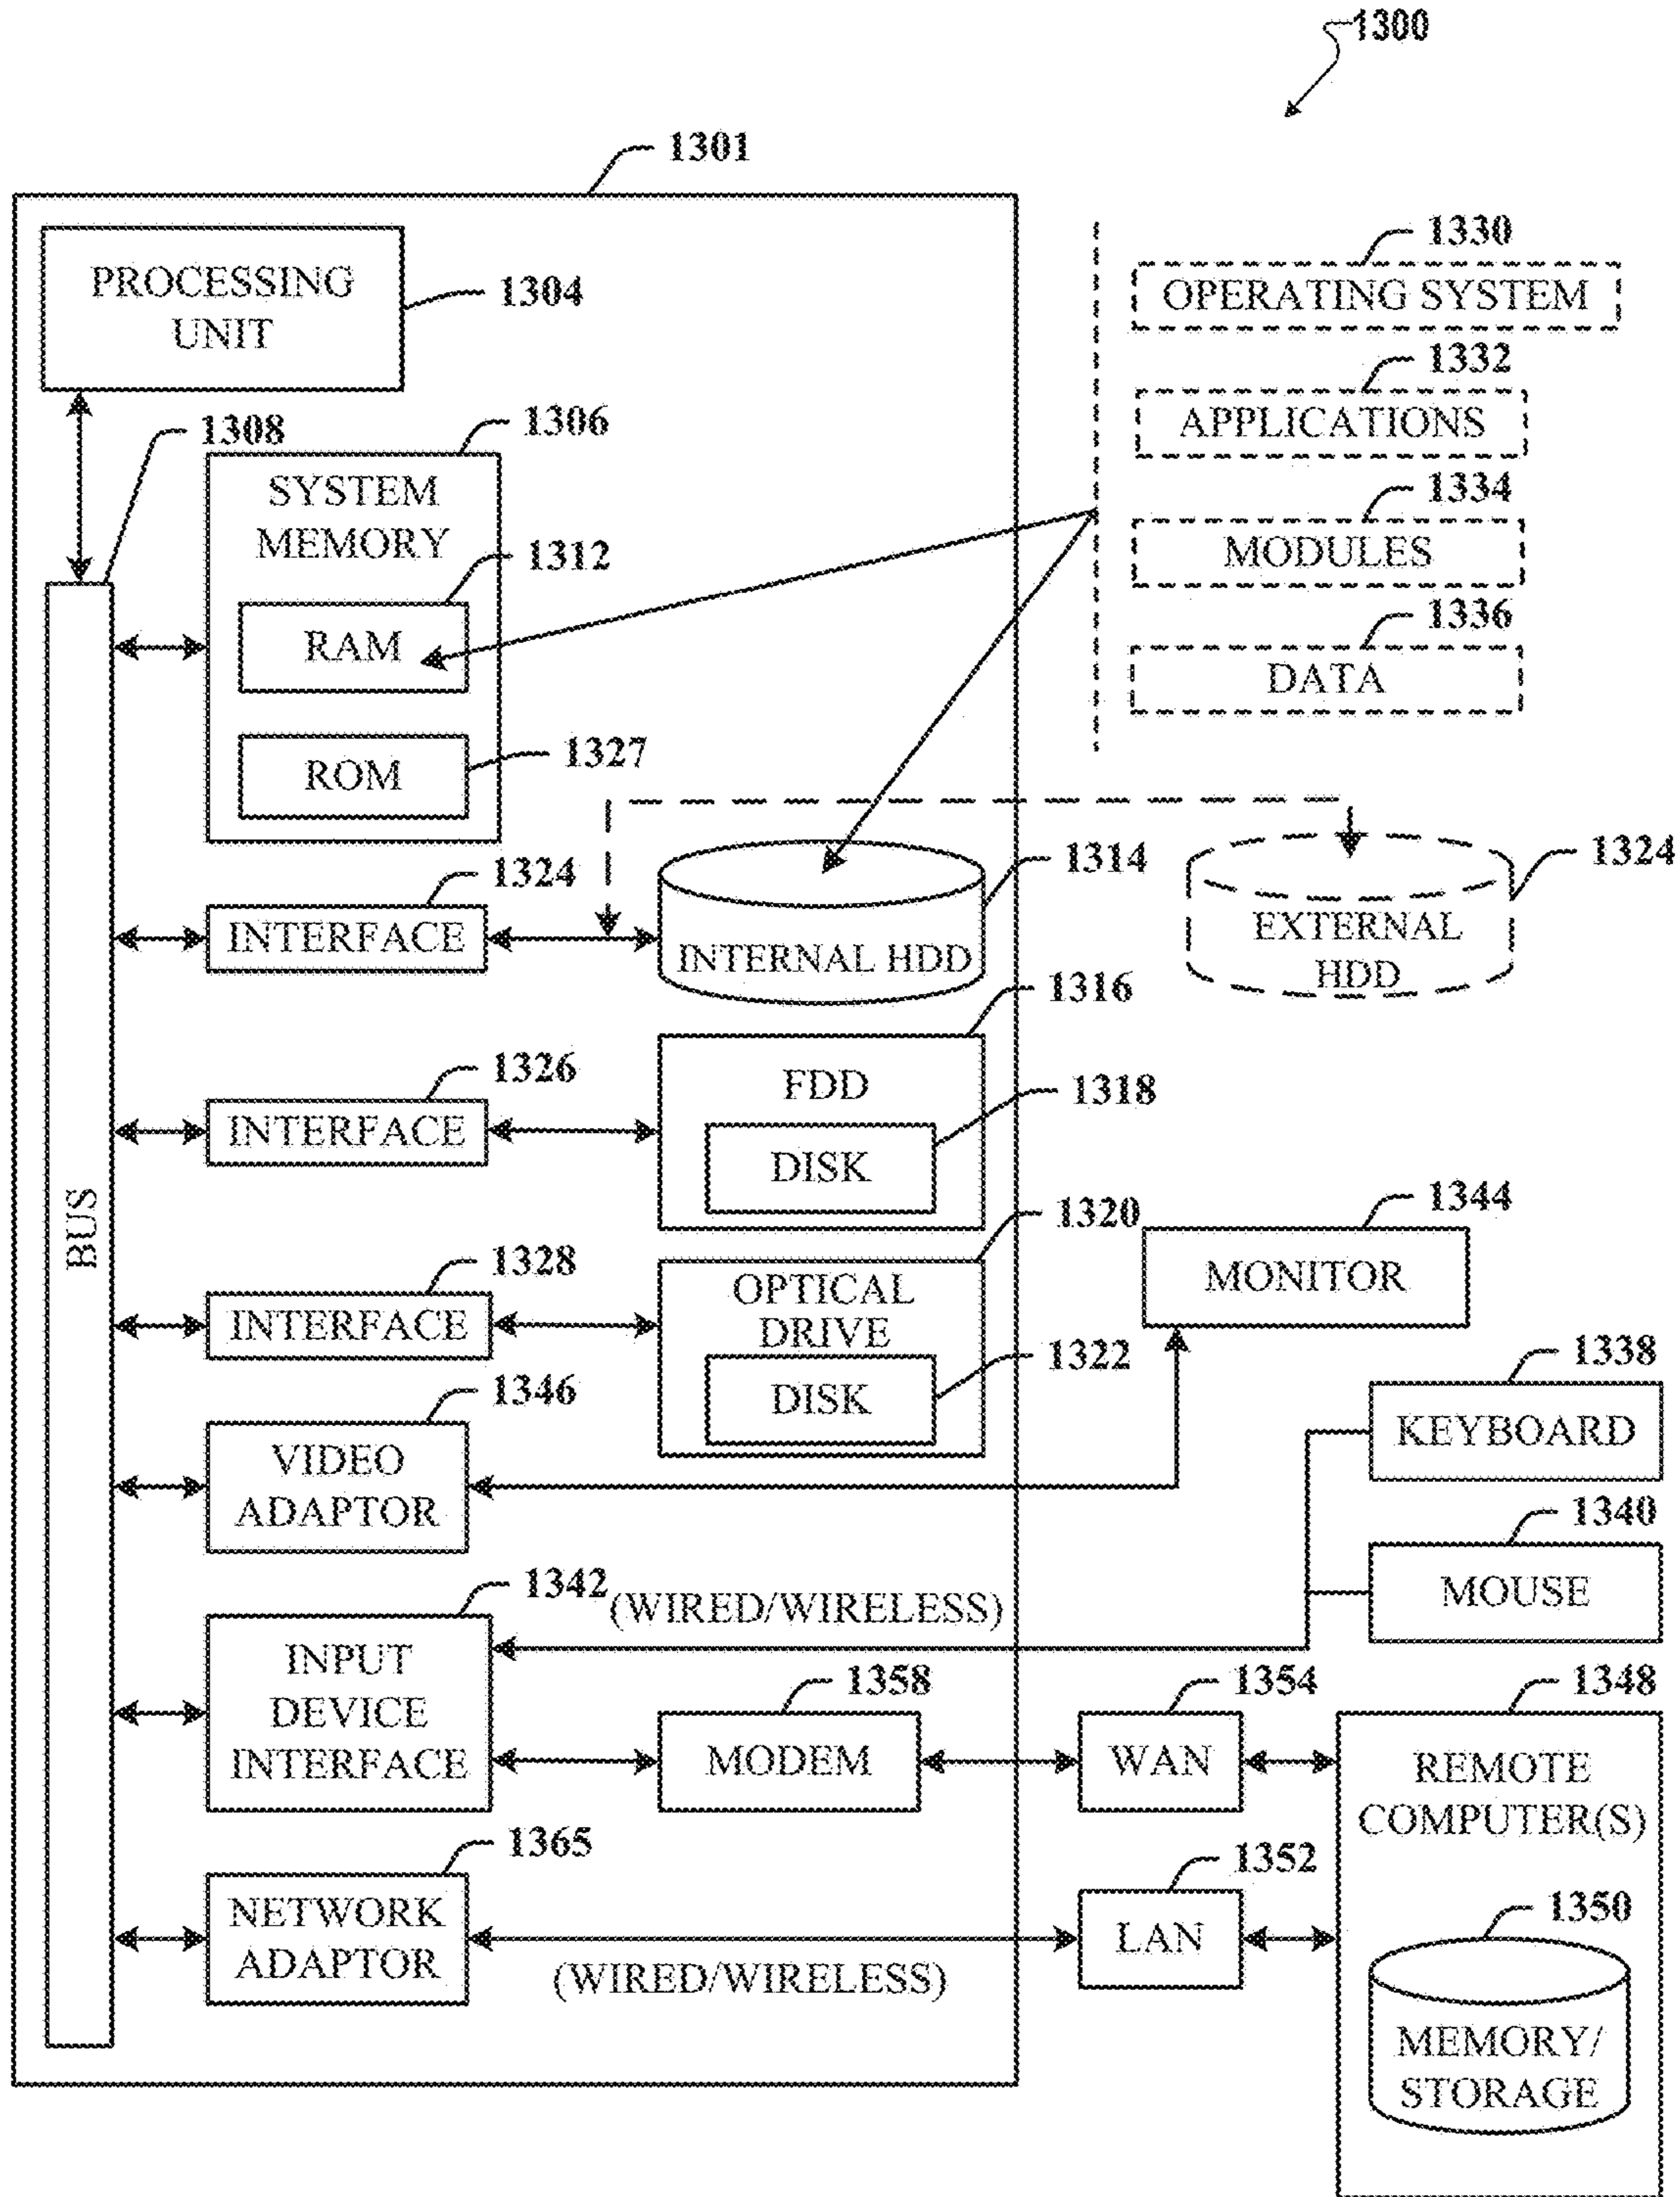 1300
1301
PROCESSING
UNIT
1304
1330
OPERATING SYSTEM
1332
APPLICATIONS
1334
MODULES
1336
DATA
1308
1306
SYSTEM
MEMORY
1312
RAM
1327
ROM
1324
INTERFACE
1314
INTERNAL HDD
1324
EXTERNAL
HDD
1316
FDD
1318
DISK
1326
INTERFACE
BUS
1320
OPTICAL
DRIVE
1322
DISK
1328
INTERFACE
1344
MONITOR
1346
VIDEO
ADAPTOR
1338
KEYBOARD
1340
MOUSE
1342
(WIRED/WIRELESS)
INPUT
DEVICE
INTERFACE
1358
MODEM
1354
WAN
1348
REMOTE
COMPUTER(S)
1365
NETWORK
ADAPTOR
(WIRED/WIRELESS)
1352
LAN
1350
MEMORY/
STORAGE